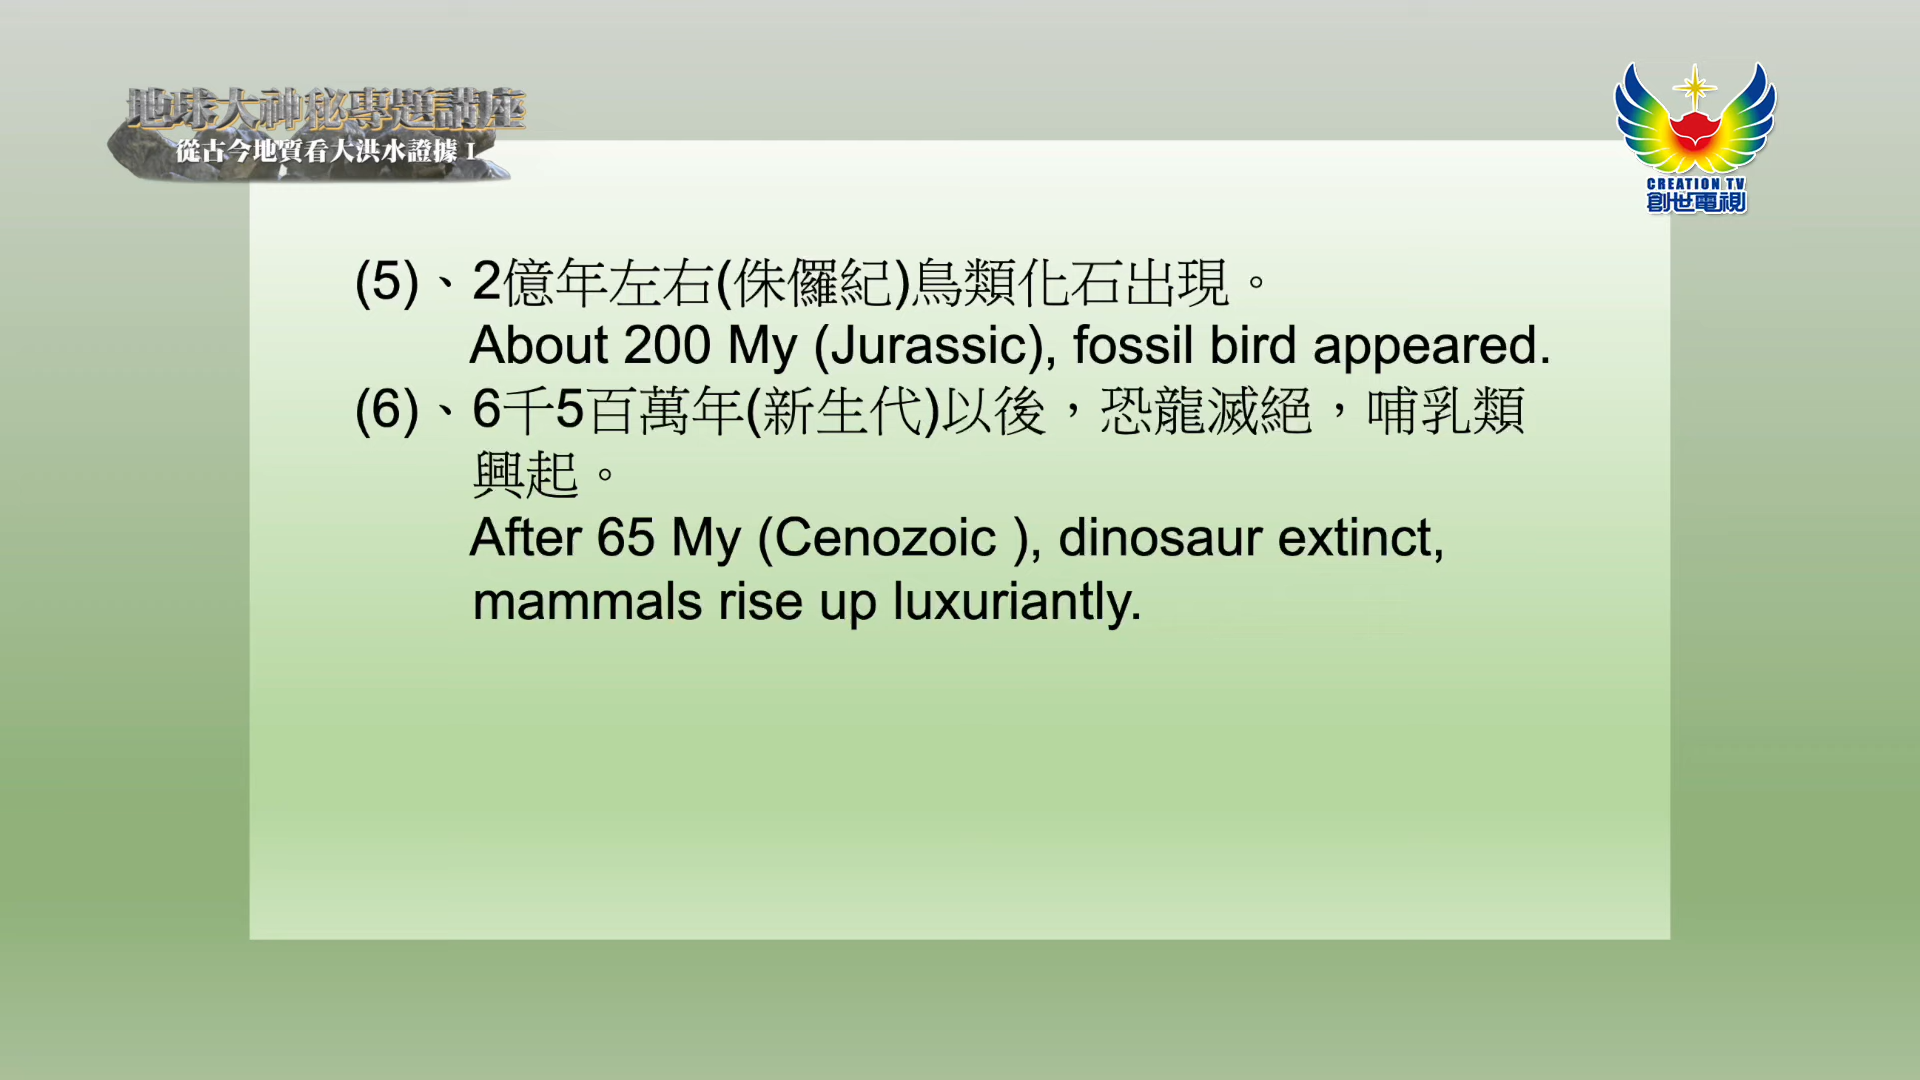 地球大神秘專題講座
從古今地質看大洪水證據 I
CREATION TV
創世電視
(5)、2億年左右(侏儸紀)鳥類化石出現。
About 200 My (Jurassic), fossil bird appeared.
(6)、6千5百萬年(新生代)以後，恐龍滅絕，哺乳類
興起。
After 65 My (Cenozoic ), dinosaur extinct,
mammals rise up luxuriantly.